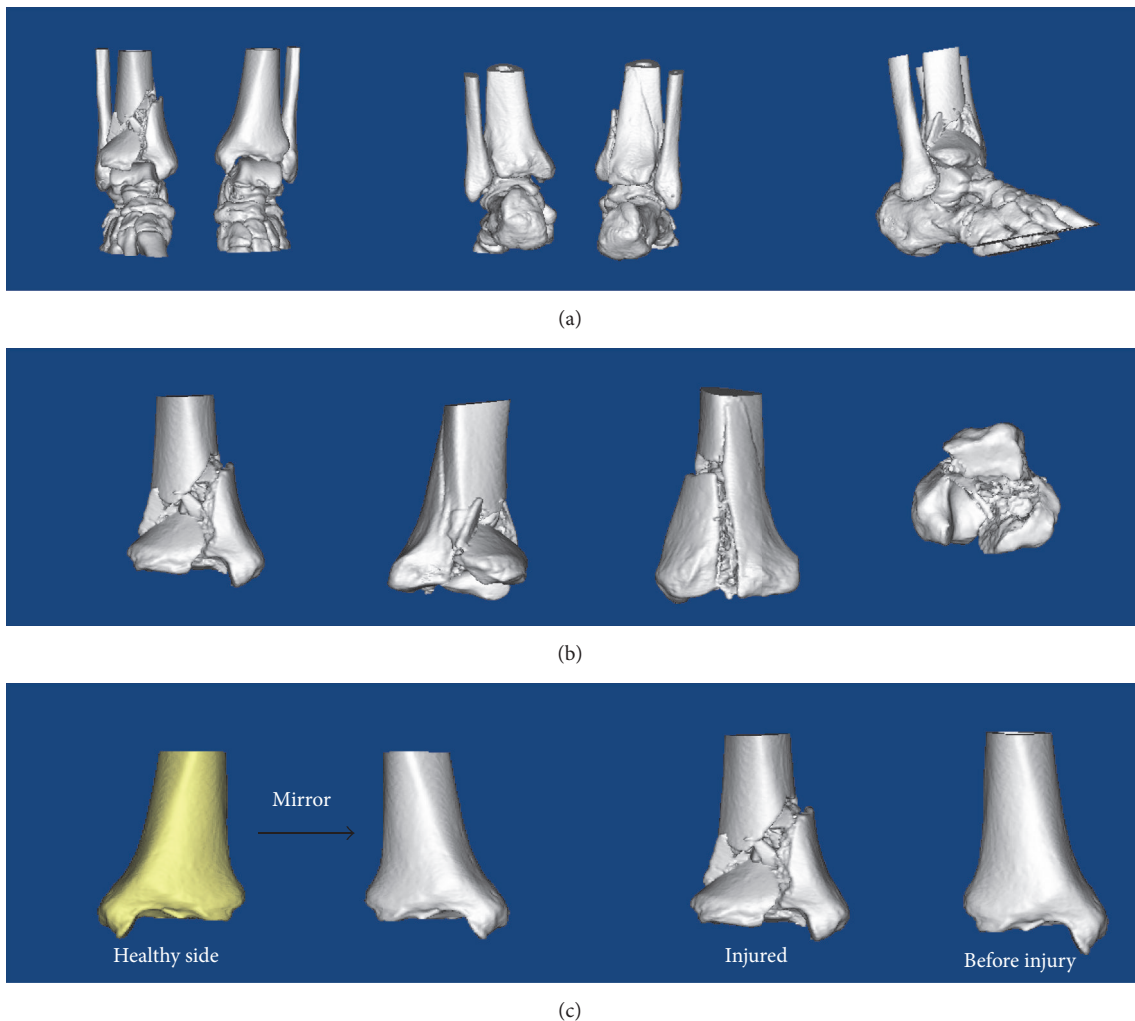 (a)
(b)
Mirror
Healthy side
Injured
Before injury
(c)